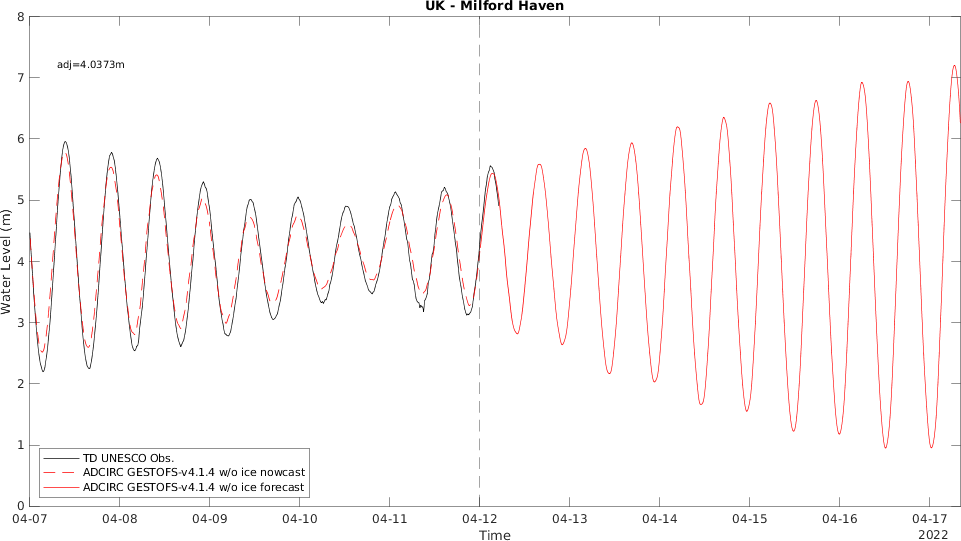 UK - Milford Haven
adj=4.0373m
Water Level (m)
8
7
6
5
4
3
2
1
0
TD UNESCO Obs.
ADCIRC GESTOFS-v4.1.4 w/o ice nowcast
ADCIRC GESTOFS-v4.1.4 w/o ice forecast
04-07 04-08 04-09 04-10 04-11 04-12 04-13 04-14 04-15 04-16 04-17
Time
2022